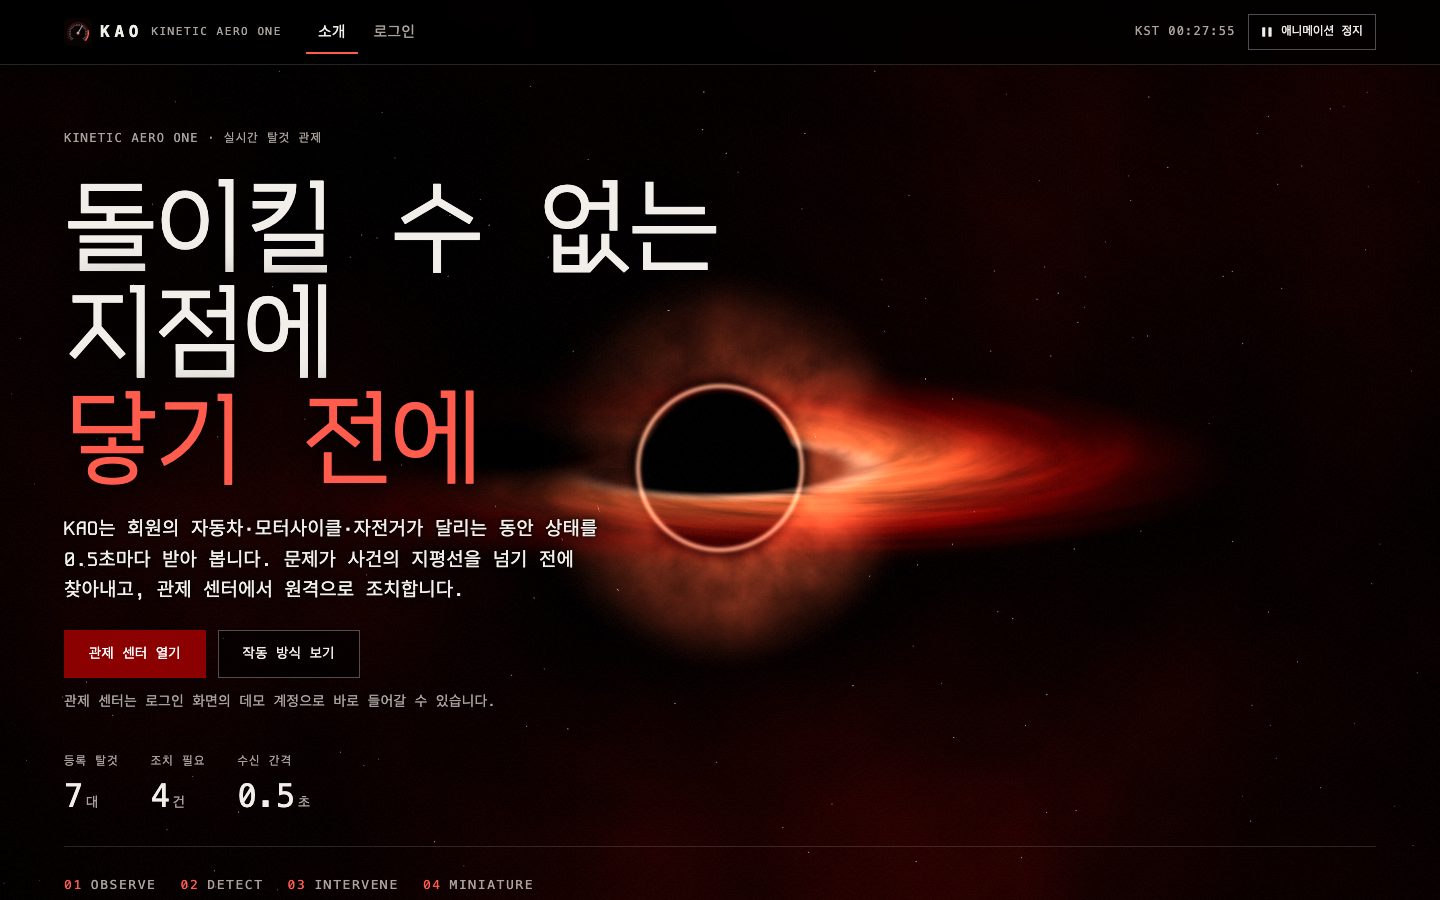 KAO KINETIC AERO ONE 소개 로그인 KST 00:27:55 애니메이션 정지
KINETIC AERO ONE · 실시간 탈것 관제
돌이킬 수 없는
지점에
닿기 전에
KAO는 회원의 자동차·모터사이클·자전거가 달리는 동안 상태를
0.5초마다 받아 봅니다. 문제가 사건의 지평선을 넘기 전에
찾아내고, 관제 센터에서 원격으로 조치합니다.
관제 센터 열기 작동 방식 보기
관제 센터는 로그인 화면의 데모 계정으로 바로 들어갈 수 있습니다.
등록 탈것 조치 필요 수신 간격
7대 4건 0.5초
01 OBSERVE 02 DETECT 03 INTERVENE 04 MINIATURE